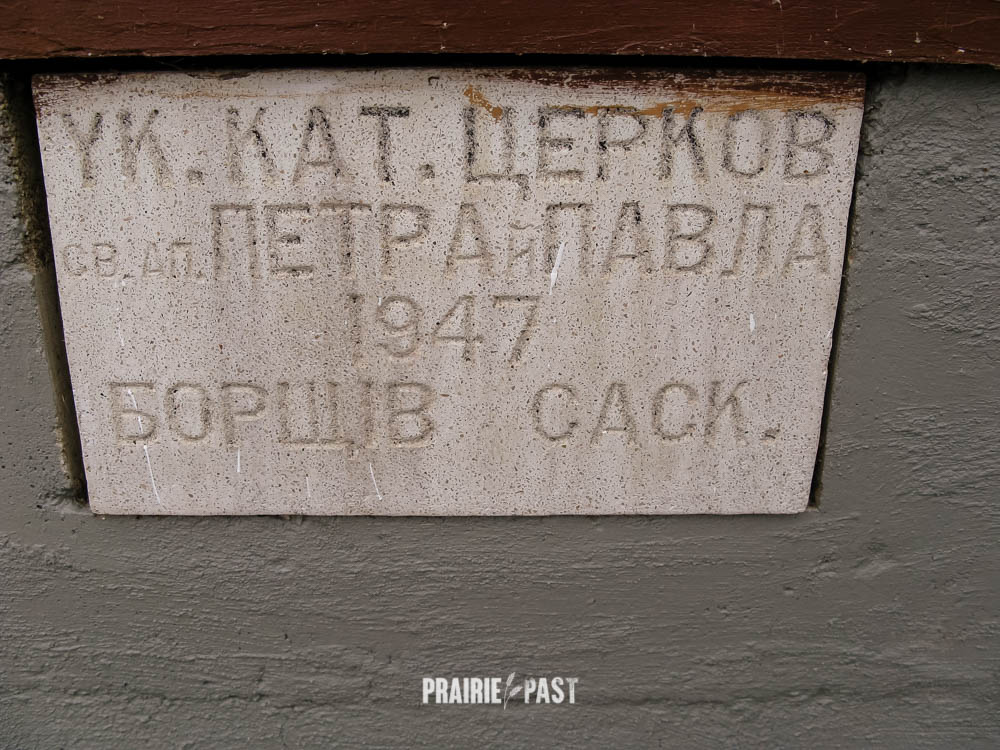 УК. КАТ. ЦЕРКОВ
СВ. АП. ПЕТРА й ПАВЛА
1947
БОРЩІВ САСК.
PRAIRIE PAST